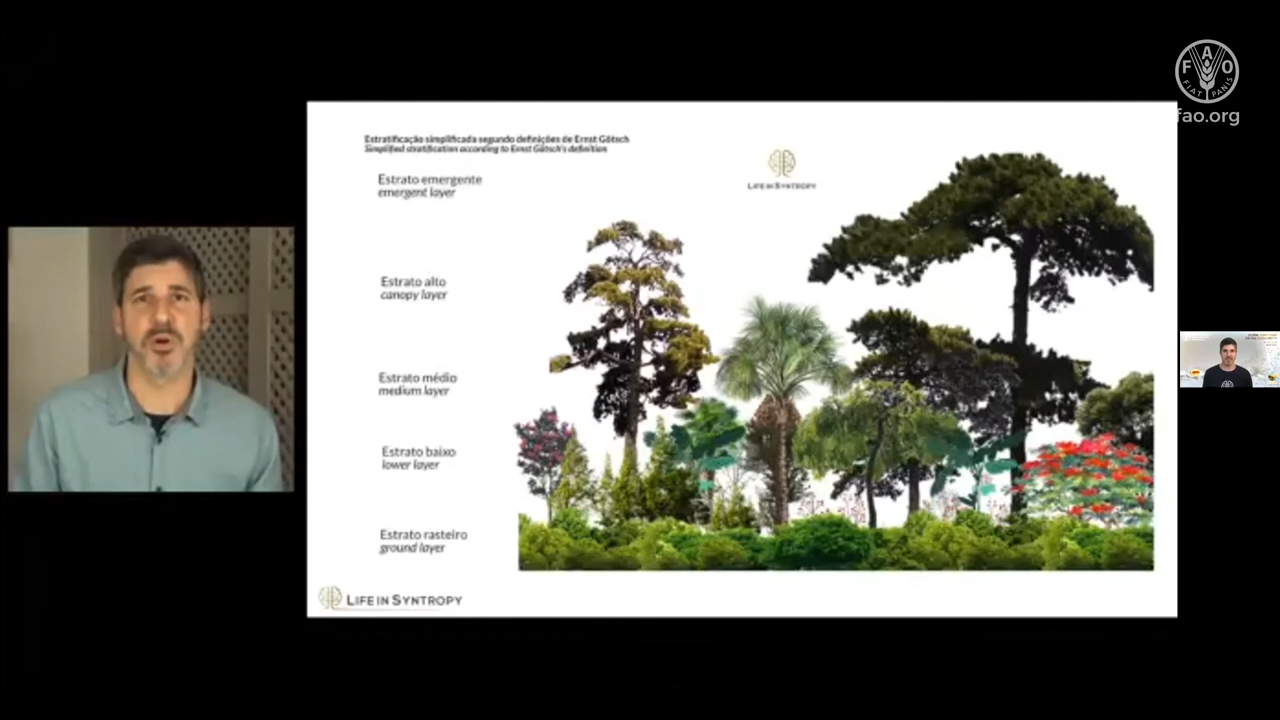 FAO
FIAT PANIS
fao.org
Estratificação simplificada segundo definições de Ernst Götsch
Simplified stratification according to Ernst Götsch's definition
Estrato emergente
emergent layer
LIFE IN SYNTROPY
Estrato alto
canopy layer
Estrato médio
medium layer
Estrato baixo
lower layer
Estrato rasteiro
ground layer
LIFE IN SYNTROPY